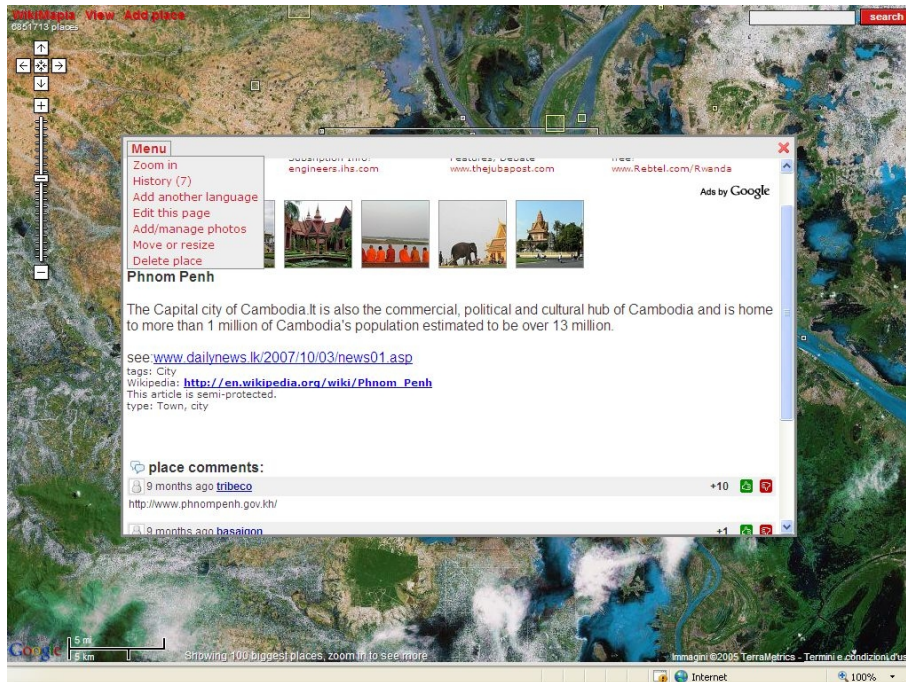 WikiMapia View Add place
6851713 places
search
Menu
Zoom in
History (7)
Add another language
Edit this page
Add/manage photos
Move or resize
Delete place
Subsription Info!
engineers.ihs.com
Features, Debate
www.thejubapost.com
free!
www.Rebtel.com/Rwanda
Ads by Google
Phnom Penh
The Capital city of Cambodia.It is also the commercial, political and cultural hub of Cambodia and is home
to more than 1 million of Cambodia's population estimated to be over 13 million.
see:www.dailynews.lk/2007/10/03/news01.asp
tags: City
Wikipedia: http://en.wikipedia.org/wiki/Phnom_Penh
This article is semi-protected.
type: Town, city
place comments:
9 months ago tribeco +10
http://www.phnompenh.gov.kh/
9 months ago basaigon +1
Google
5 mi
5 km
Showing 100 biggest places, zoom in to see more
Immagini ©2005 TerraMetrics - Termini e condizioni d'us
Internet
100%